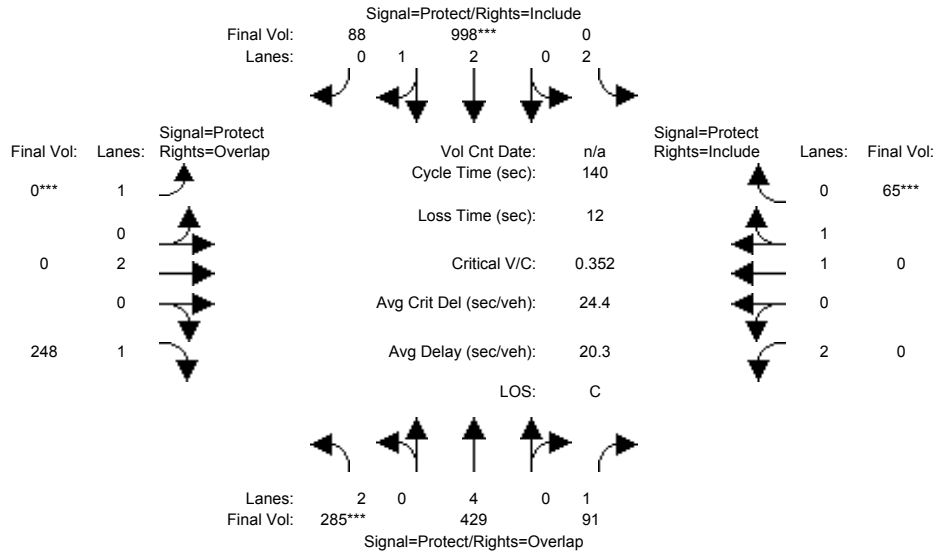 Signal=Protect/Rights=Include
Final Vol: 88 998*** 0
Lanes: 0 1 2 0 2
Signal=Protect
Final Vol: Lanes: Rights=Overlap
Vol Cnt Date: n/a
Signal=Protect
Rights=Include Lanes: Final Vol:
Cycle Time (sec): 140
0*** 1
0 65***
Loss Time (sec): 12
0
1
0 2
Critical V/C: 0.352
1 0
0
Avg Crit Del (sec/veh): 24.4
0
248 1
Avg Delay (sec/veh): 20.3
2 0
LOS: C
Lanes: 2 0 4 0 1
Final Vol: 285*** 429 91
Signal=Protect/Rights=Overlap